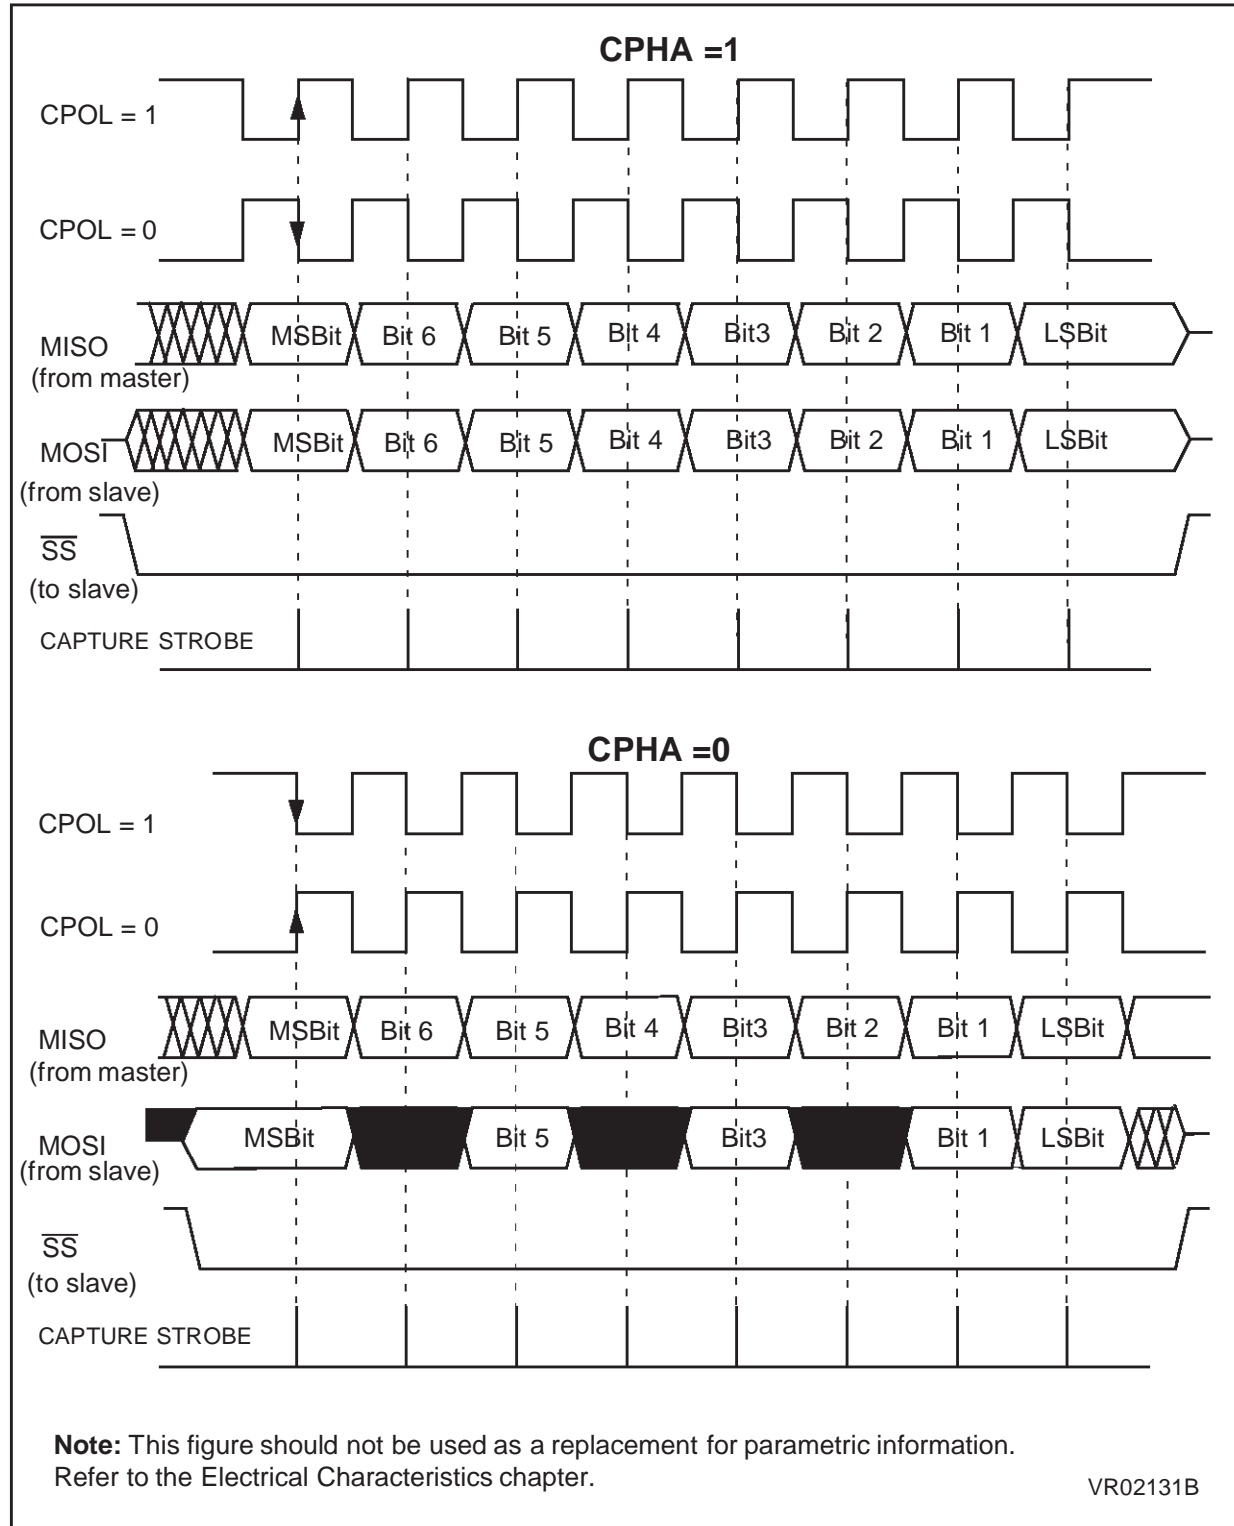 CPHA =1
CPOL = 1
CPOL = 0
MISO
(from master)
MSBit Bit 6 Bit 5 Bit 4 Bit3 Bit 2 Bit 1 LSBit
MOSI
(from slave)
MSBit Bit 6 Bit 5 Bit 4 Bit3 Bit 2 Bit 1 LSBit
SS
(to slave)
CAPTURE STROBE
CPHA =0
CPOL = 1
CPOL = 0
MISO
(from master)
MSBit Bit 6 Bit 5 Bit 4 Bit3 Bit 2 Bit 1 LSBit
MOSI
(from slave)
MSBit Bit 5 Bit3 Bit 1 LSBit
SS
(to slave)
CAPTURE STROBE
Note: This figure should not be used as a replacement for parametric information.
Refer to the Electrical Characteristics chapter.
VR02131B